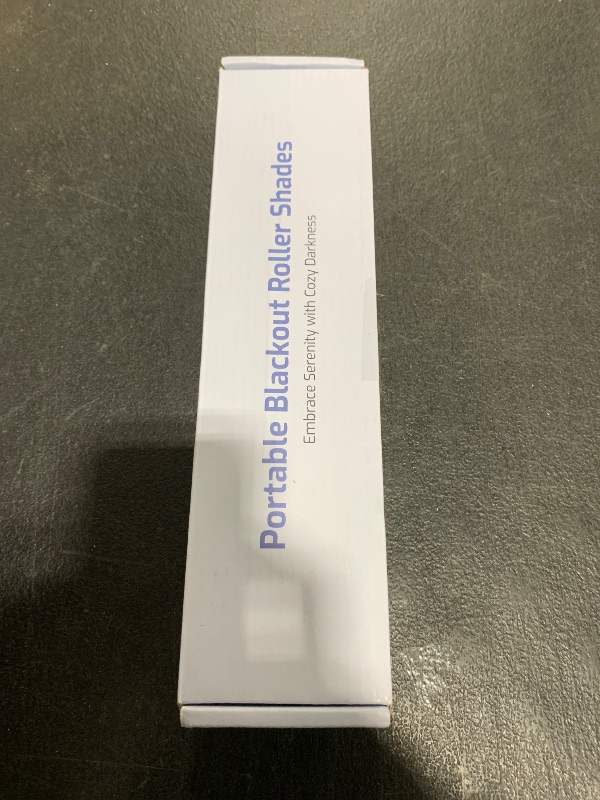 Portable Blackout Roller Shades
Embrace Serenity with Cozy Darkness